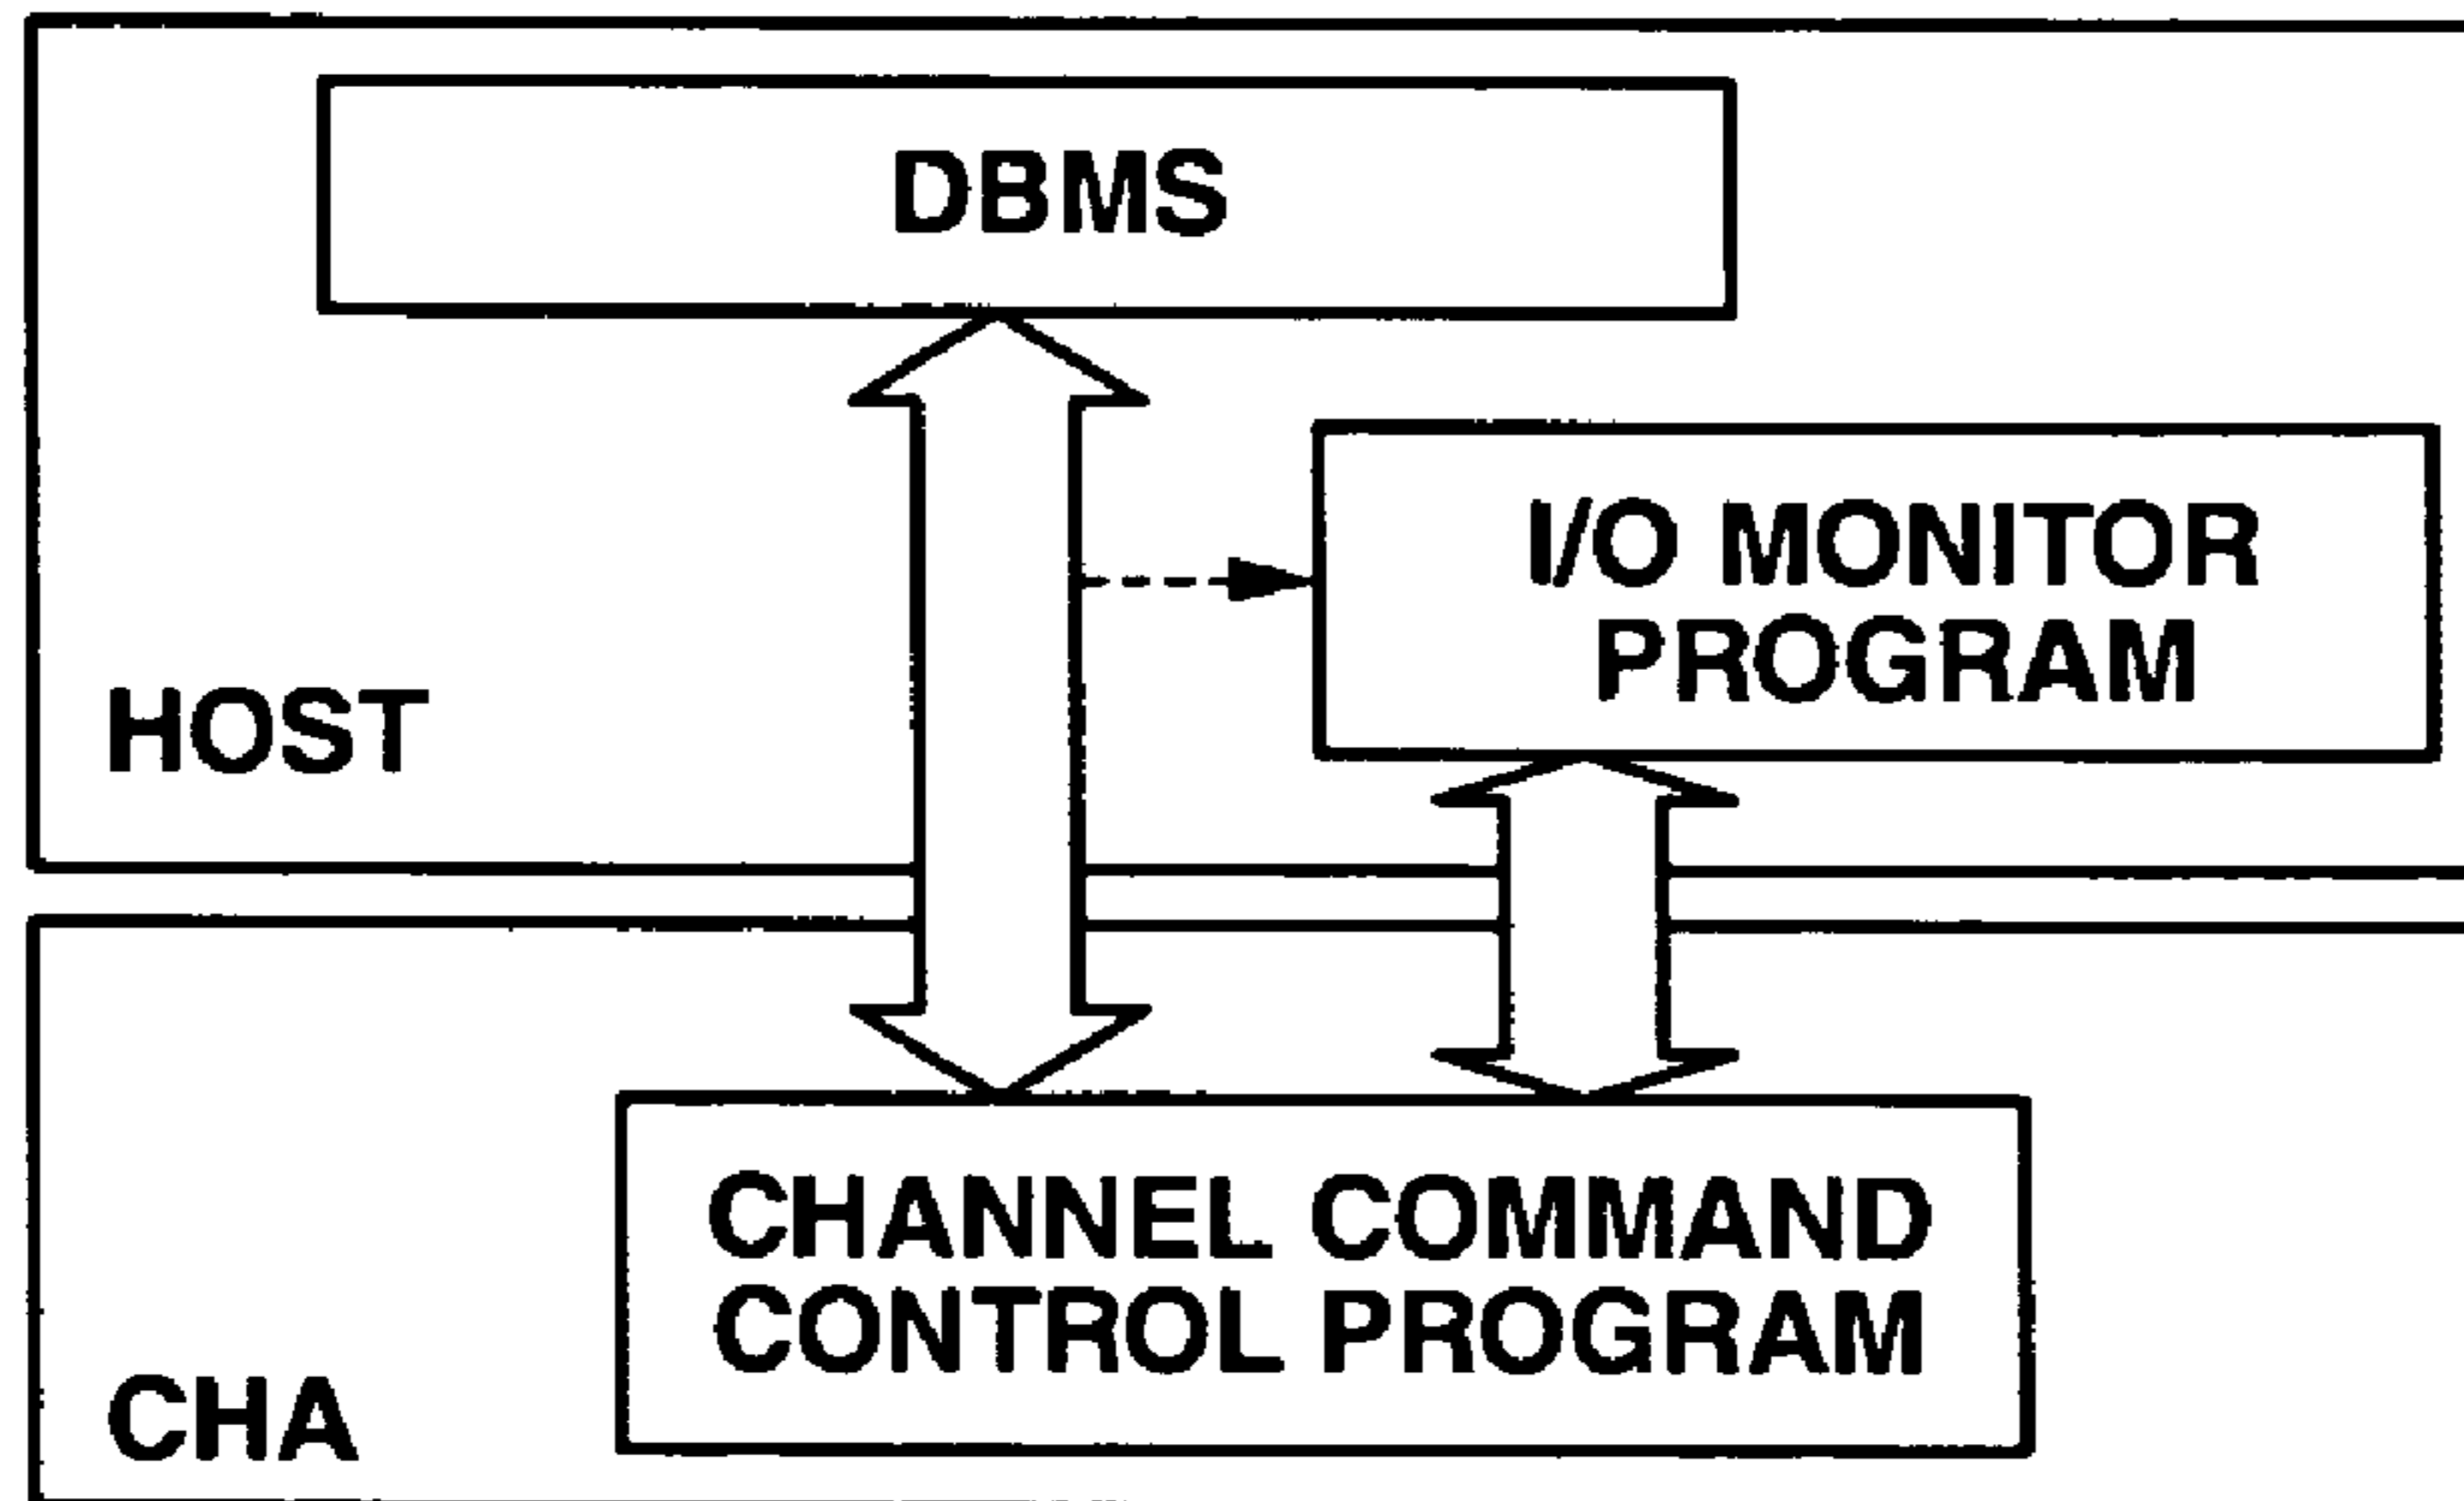 DBMS
I/O MONITOR
PROGRAM
HOST
CHANNEL COMMAND
CONTROL PROGRAM
CHA